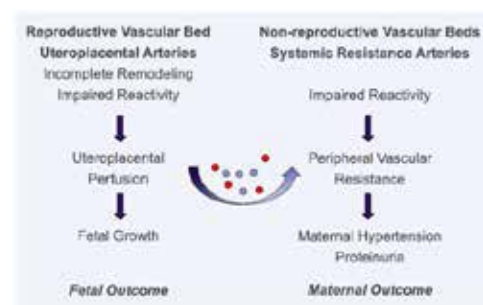 Reproductive Vascular Bed
Uteroplacental Arteries
Incomplete Remodeling
Impaired Reactivity
Uteroplacental
Perfusion
Fetal Growth
Fetal Outcome
Non-reproductive Vascular Beds
Systemic Resistance Arteries
Impaired Reactivity
Peripheral Vascular
Resistance
Maternal Hypertension
Proteinuria
Maternal Outcome